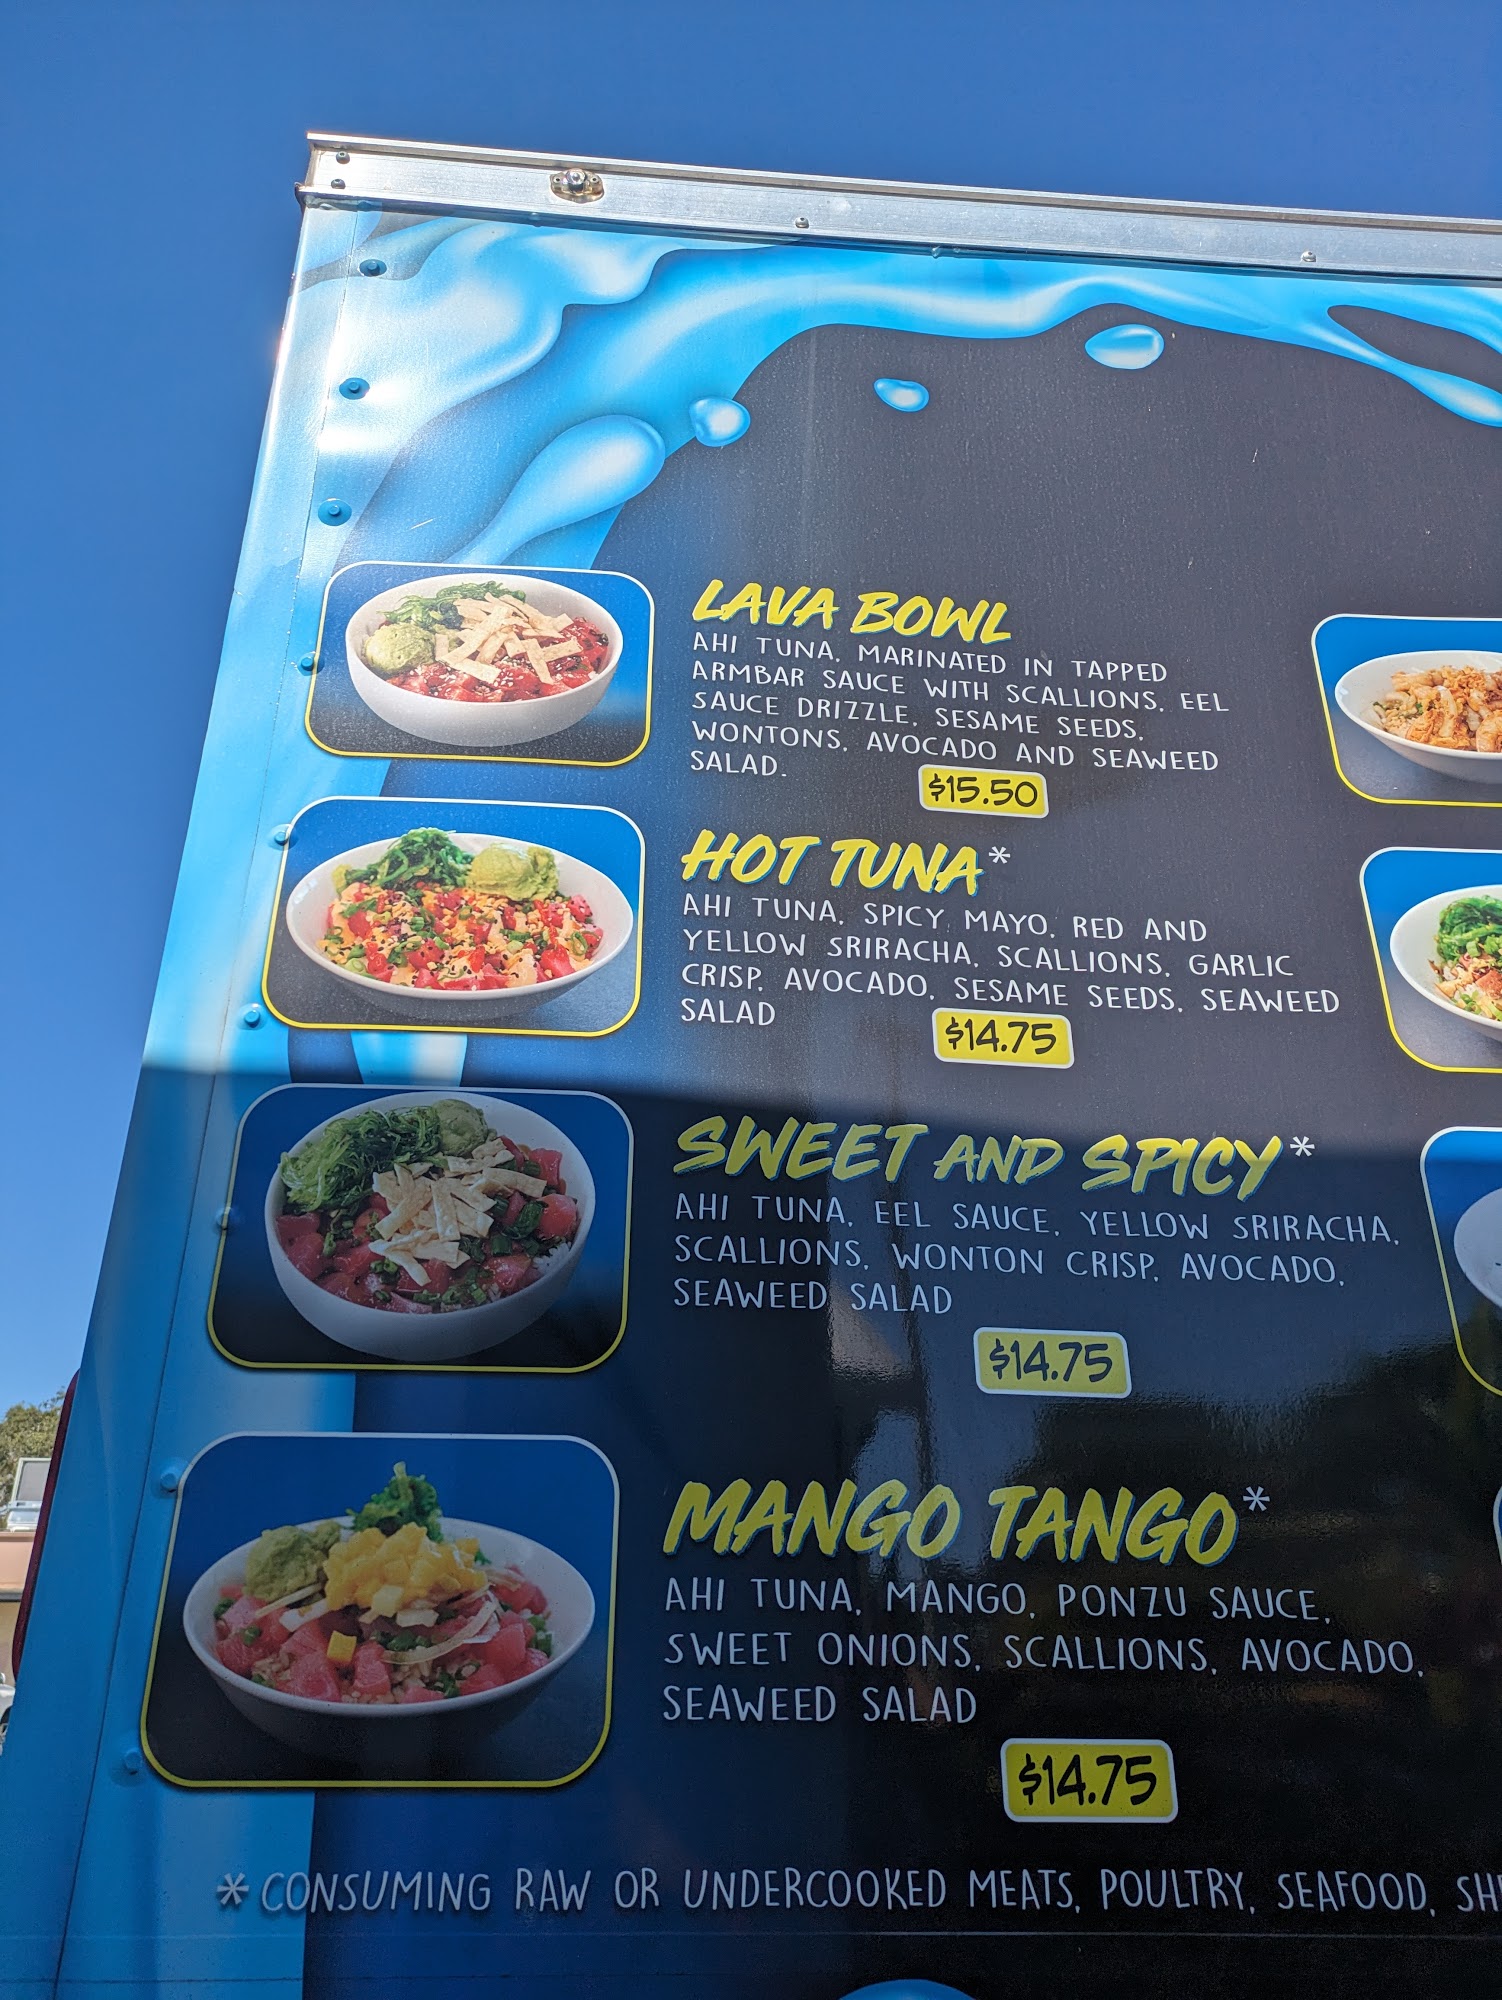 LAVA BOWL
AHI TUNA, MARINATED IN TAPPED
ARMBAR SAUCE WITH SCALLIONS, EEL
SAUCE DRIZZLE, SESAME SEEDS,
WONTONS, AVOCADO AND SEAWEED
SALAD.
$15.50
HOT TUNA*
AHI TUNA, SPICY MAYO, RED AND
YELLOW SRIRACHA, SCALLIONS, GARLIC
CRISP, AVOCADO, SESAME SEEDS, SEAWEED
SALAD
$14.75
SWEET AND SPICY*
AHI TUNA, EEL SAUCE, YELLOW SRIRACHA,
SCALLIONS, WONTON CRISP, AVOCADO,
SEAWEED SALAD
$14.75
MANGO TANGO*
AHI TUNA, MANGO, PONZU SAUCE,
SWEET ONIONS, SCALLIONS, AVOCADO,
SEAWEED SALAD
$14.75
*CONSUMING RAW OR UNDERCOOKED MEATS, POULTRY, SEAFOOD,